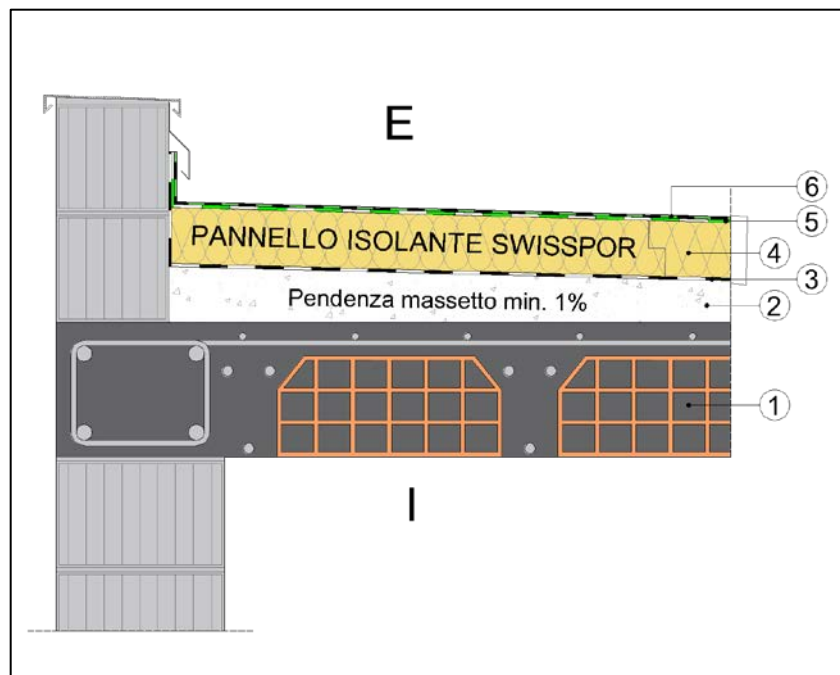 E
6
5
PANNELLO ISOLANTE SWISSPOR
4
3
Pendenza massetto min. 1%
2
1
I